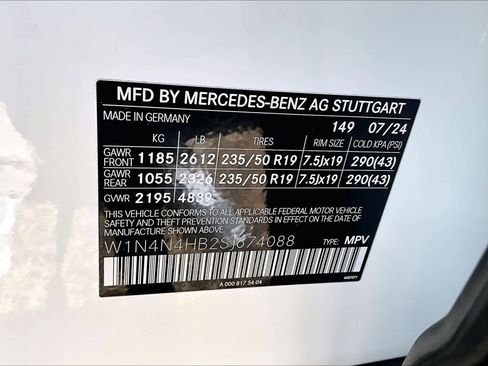 MFD BY MERCEDES-BENZ AG STUTTGART
MADE IN GERMANY 149 07/24
KG LB TIRES RIM SIZE COLD KPA (PSI)
GAWR FRONT 1185 2612 235/50 R19 7.5Jx19 290(43)
GAWR REAR 1055 2326 235/50 R19 7.5Jx19 290(43)
GVWR 2195 4839
THIS VEHICLE CONFORMS TO ALL APPLICABLE FEDERAL MOTOR VEHICLE
SAFETY AND THEFT PREVENTION STANDARDS IN EFFECT ON THE DATE
OF MANUFACTURE SHOWN ABOVE.
W1N4N4HB2SJ674088 TYPE: MPV
A 000 817 54 04